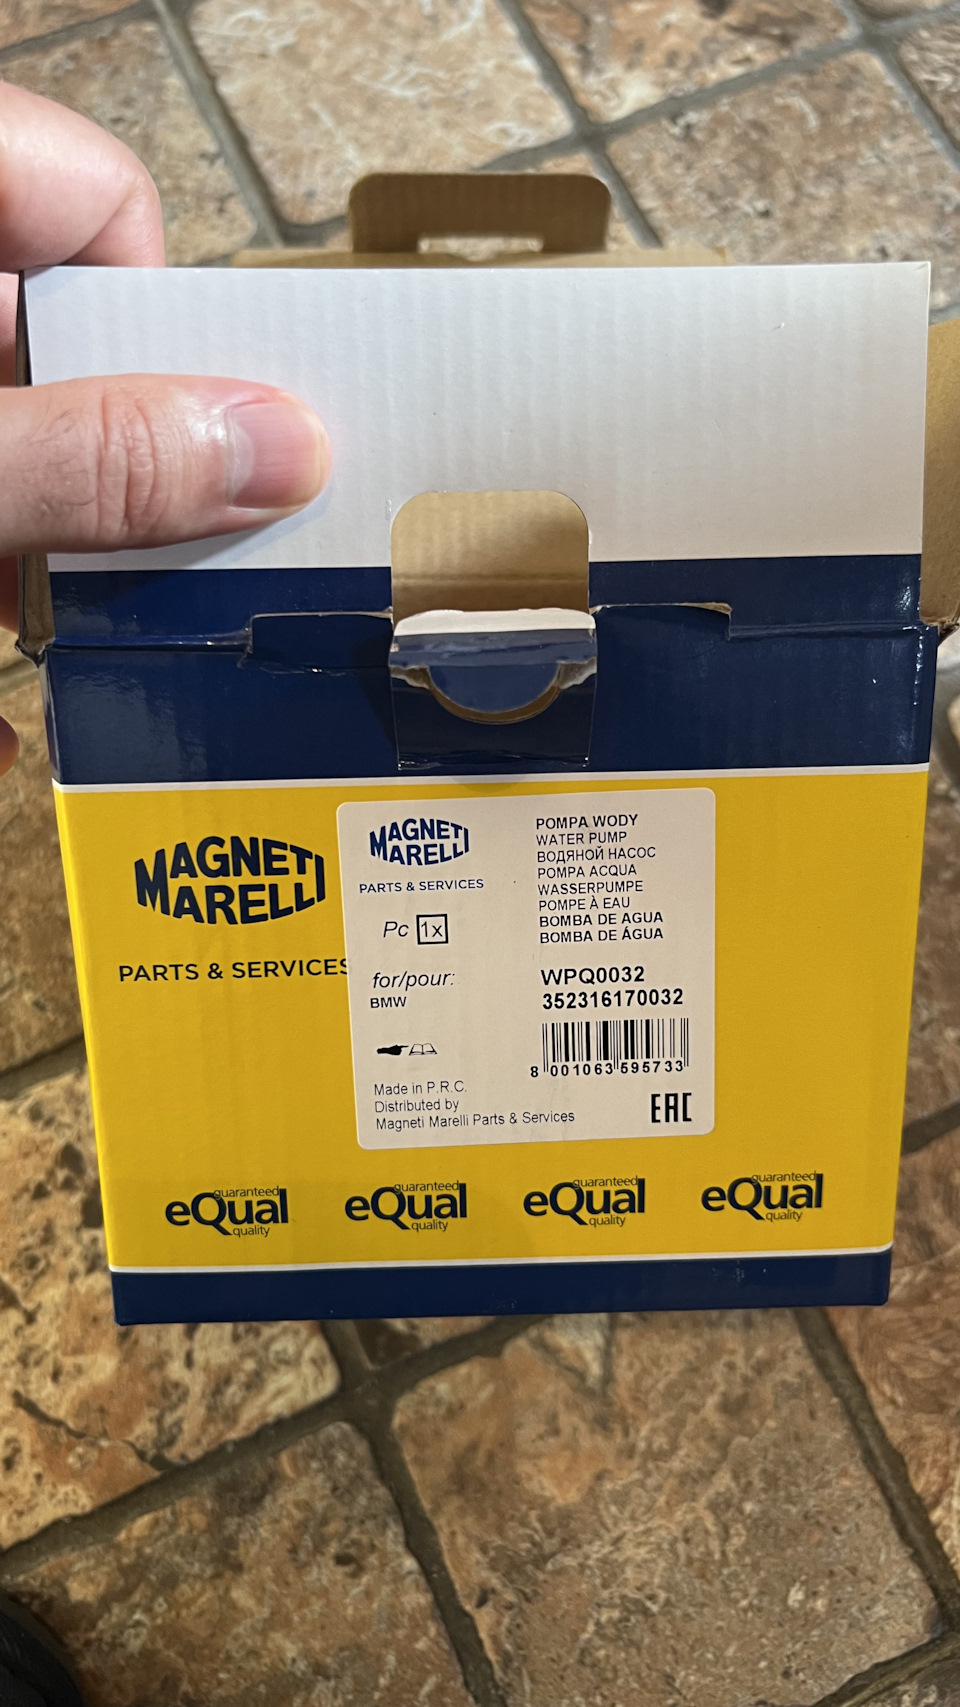 MAGNETI
MARELLI
PARTS & SERVICES
MAGNETI
MARELLI
PARTS & SERVICES
Pc 1x
for/pour:
BMW
Made in P.R.C.
Distributed by
Magneti Marelli Parts & Services
POMPA WODY
WATER PUMP
ВОДЯНОЙ НАСОС
POMPA ACQUA
WASSERPUMPE
POMPE À EAU
BOMBA DE AGUA
BOMBA DE ÁGUA
WPQ0032
352316170032
8 001063 595733
EAC
guaranteed
eQual
quality
guaranteed
eQual
quality
guaranteed
eQual
quality
guaranteed
eQual
quality